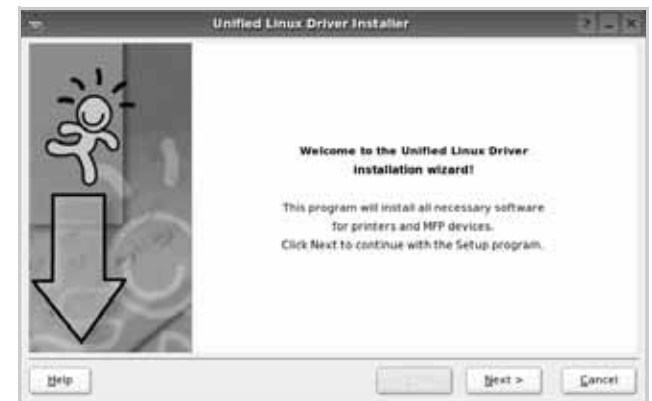 Unified Linux Driver Installer
Welcome to the Unified Linux Driver
installation wizard!
This program will install all necessary software
for printers and MFP devices.
Click Next to continue with the Setup program.
Help
Next >
Cancel